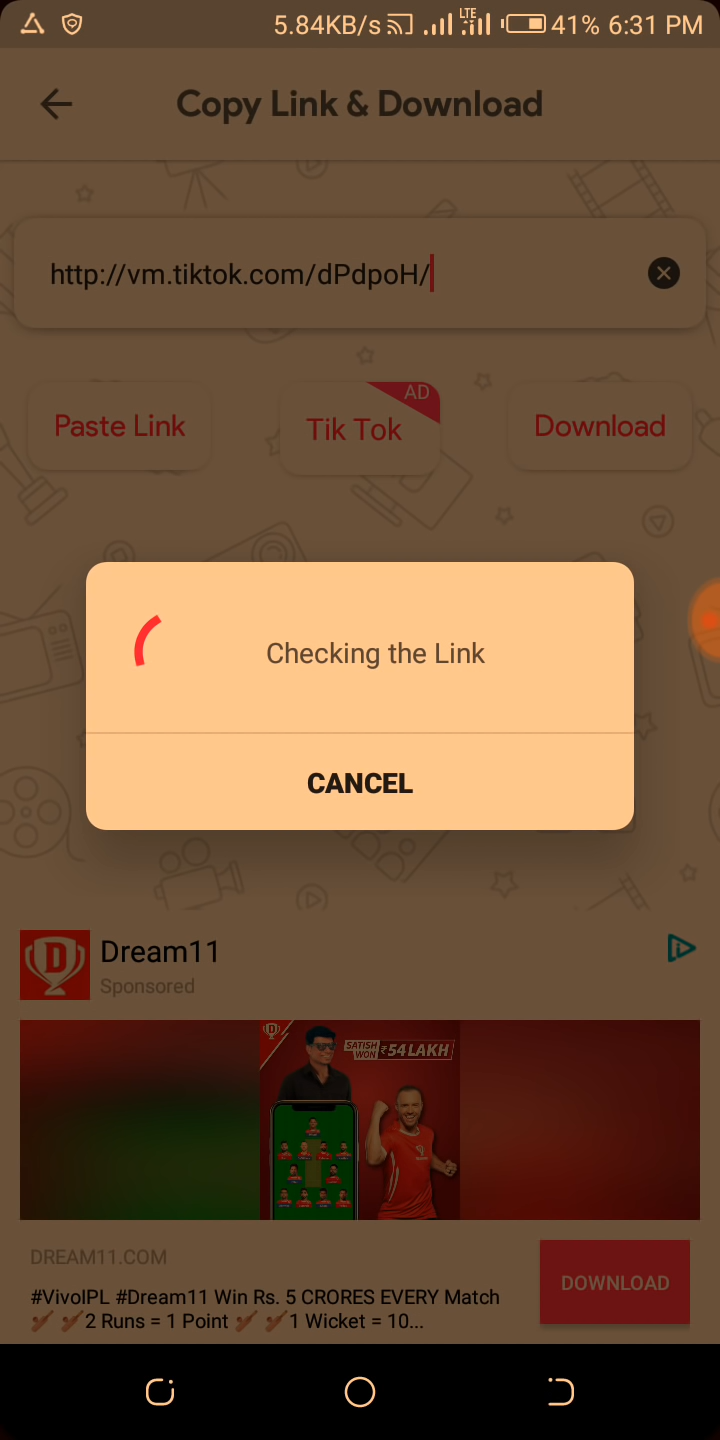 5.84KB/s LTE 41% 6:31 PM
Copy Link & Download
http://vm.tiktok.com/dPdpoH/
Paste Link
AD
Tik Tok
Download
Checking the Link
CANCEL
Dream11
Sponsored
D
SATISH
WON ₹54 LAKH
DREAM11.COM
#VivoIPL #Dream11 Win Rs. 5 CRORES EVERY Match
🏏 🏏2 Runs = 1 Point 🏏 🏏1 Wicket = 10...
DOWNLOAD